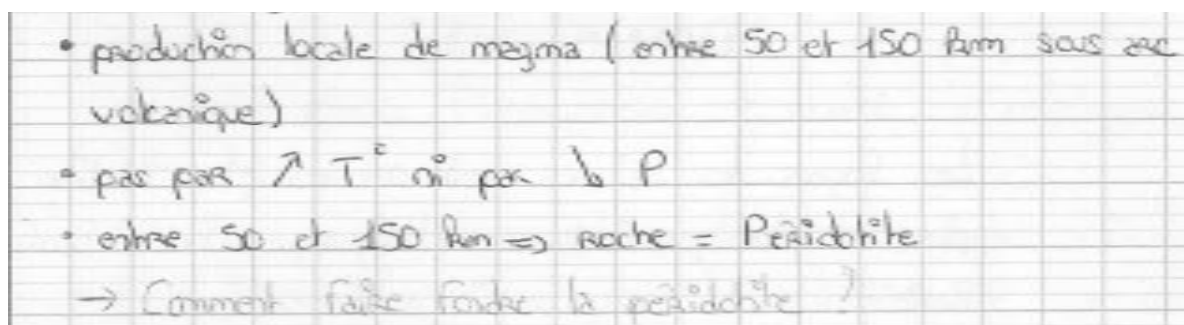 • production locale de magma (entre 50 et 150 km sous arc
volcanique)
• pas par ↗ T° ni par ↘ P
• entre 50 et 150 km => Roche = Péridotite
→ Comment faire fondre la péridotite ?